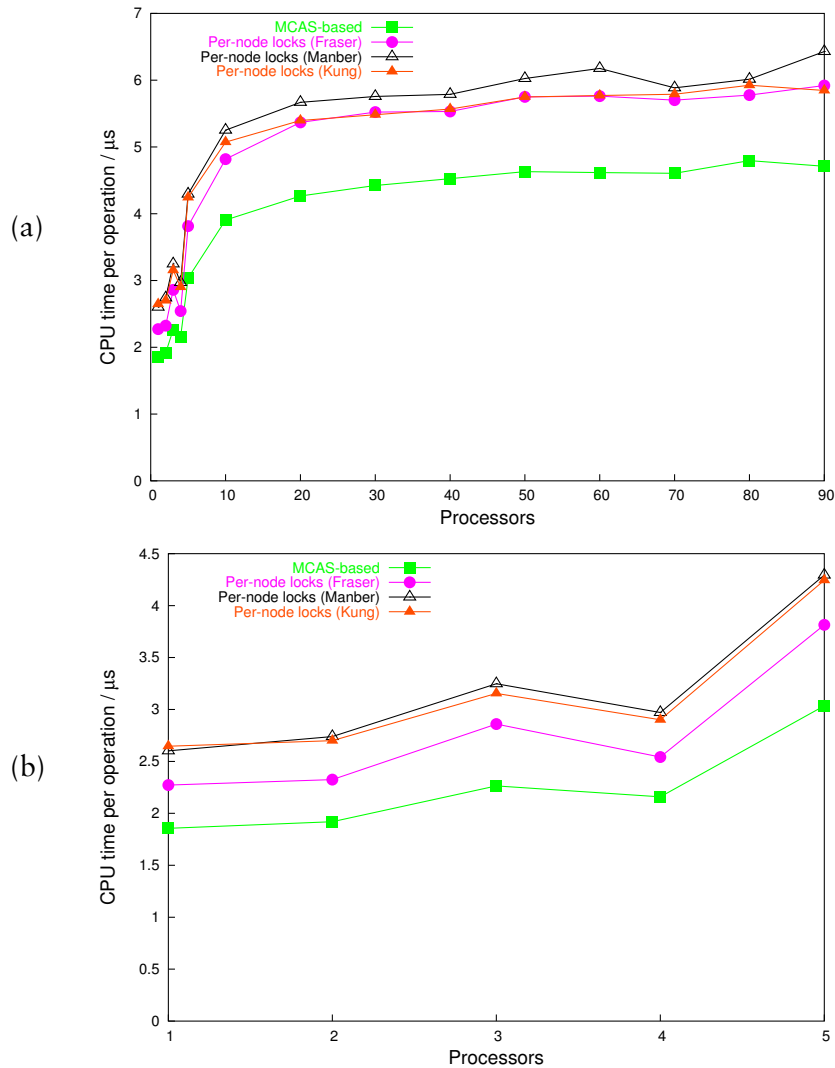 (a)
CPU time per operation / µs
7
6
5
4
3
2
1
0
MCAS-based
Per-node locks (Fraser)
Per-node locks (Manber)
Per-node locks (Kung)
0 10 20 30 40 50 60 70 80 90
Processors
(b)
CPU time per operation / µs
4.5
4
3.5
3
2.5
2
1.5
1
0.5
0
MCAS-based
Per-node locks (Fraser)
Per-node locks (Manber)
Per-node locks (Kung)
1 2 3 4 5
Processors